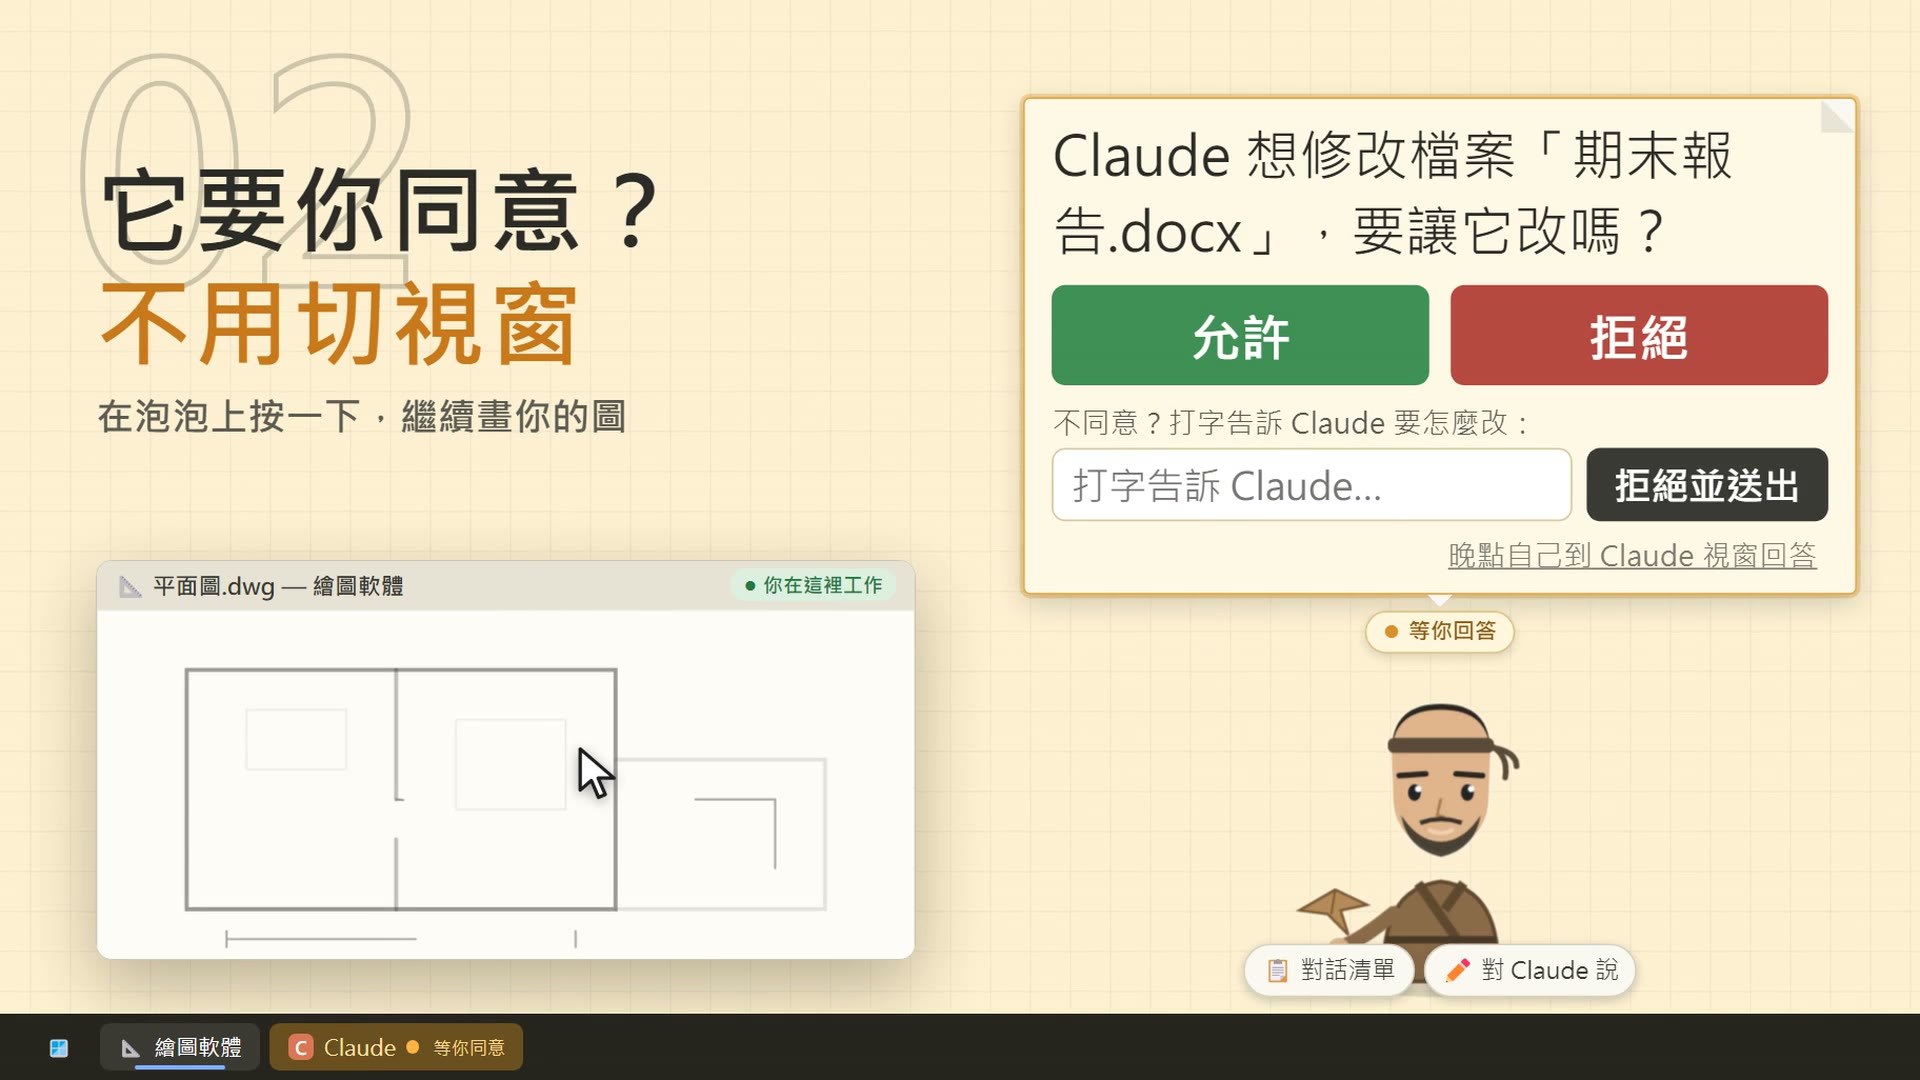 02
它要你同意？
不用切視窗
在泡泡上按一下，繼續畫你的圖
Claude 想修改檔案「期末報
告.docx」，要讓它改嗎？
允許
拒絕
不同意？打字告訴 Claude 要怎麼改：
打字告訴 Claude...
拒絕並送出
晚點自己到 Claude 視窗回答
等你回答
平面圖.dwg — 繪圖軟體
你在這裡工作
對話清單
對 Claude 說
繪圖軟體
C Claude 等你同意